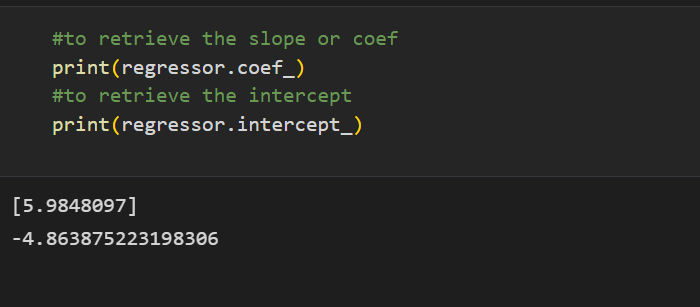 #to retrieve the slope or coef
print(regressor.coef_)
#to retrieve the intercept
print(regressor.intercept_)
[5.9848097]
-4.863875223198306